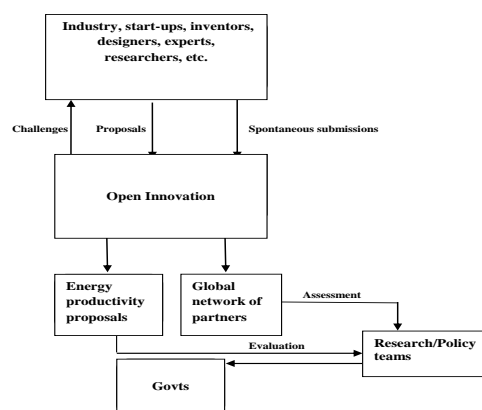 Industry, start-ups, inventors,
designers, experts,
researchers, etc.
Challenges
Proposals
Spontaneous submissions
Open Innovation
Energy
productivity
proposals
Global
network of
partners
Assessment
Evaluation
Research/Policy
teams
Govts